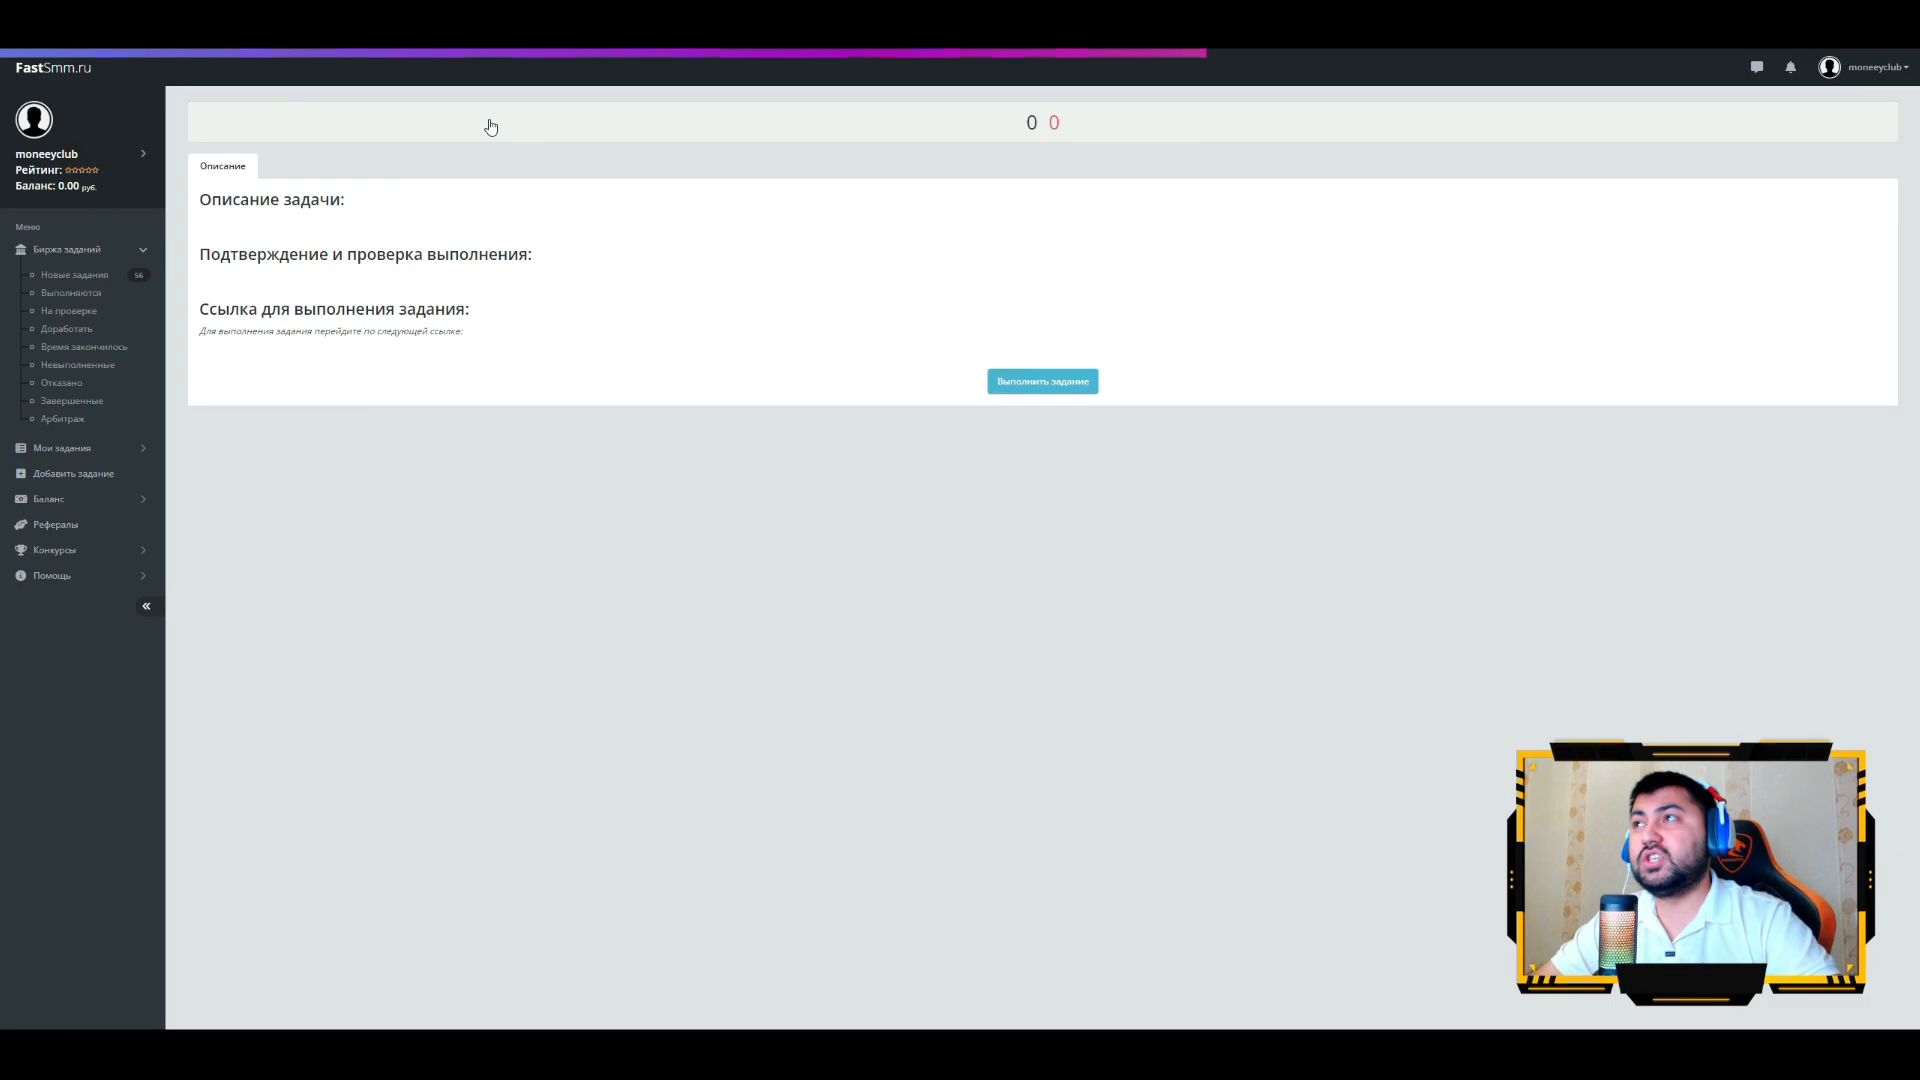 FastSmm.ru
moneeyclub
moneeyclub
Рейтинг:
Баланс: 0.00 руб.
Меню
Биржа заданий
Новые задания 56
Выполняются
На проверке
Доработать
Время закончилось
Невыполненные
Отказано
Завершенные
Арбитраж
Мои задания
Добавить задание
Баланс
Рефералы
Конкурсы
Помощь
0 0
Описание
Описание задачи:
Подтверждение и проверка выполнения:
Ссылка для выполнения задания:
Для выполнения задания перейдите по следующей ссылке:
Выполнить задание